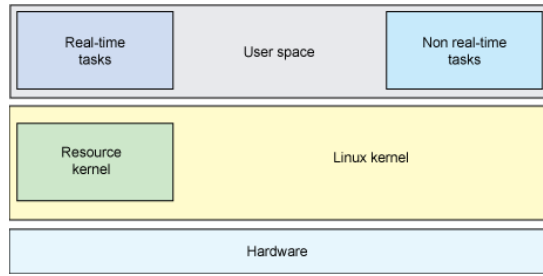 Real-time
tasks
User space
Non real-time
tasks
Resource
kernel
Linux kernel
Hardware